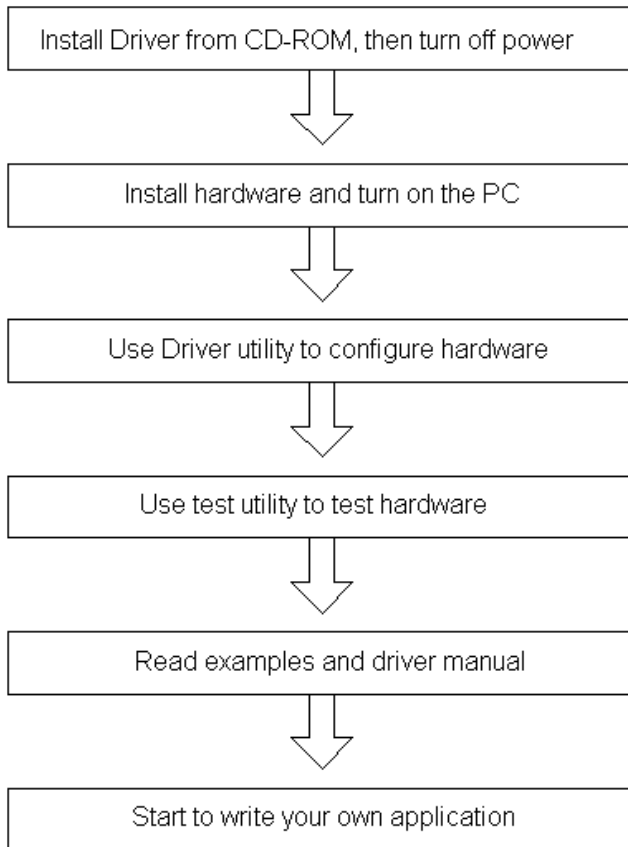 Install Driver from CD-ROM, then turn off power
Install hardware and turn on the PC
Use Driver utility to configure hardware
Use test utility to test hardware
Read examples and driver manual
Start to write your own application